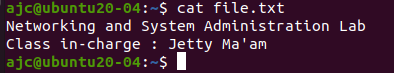 ajc@ubuntu20-04:~$ cat file.txt
Networking and System Administration Lab
Class in-charge : Jetty Ma'am
ajc@ubuntu20-04:~$